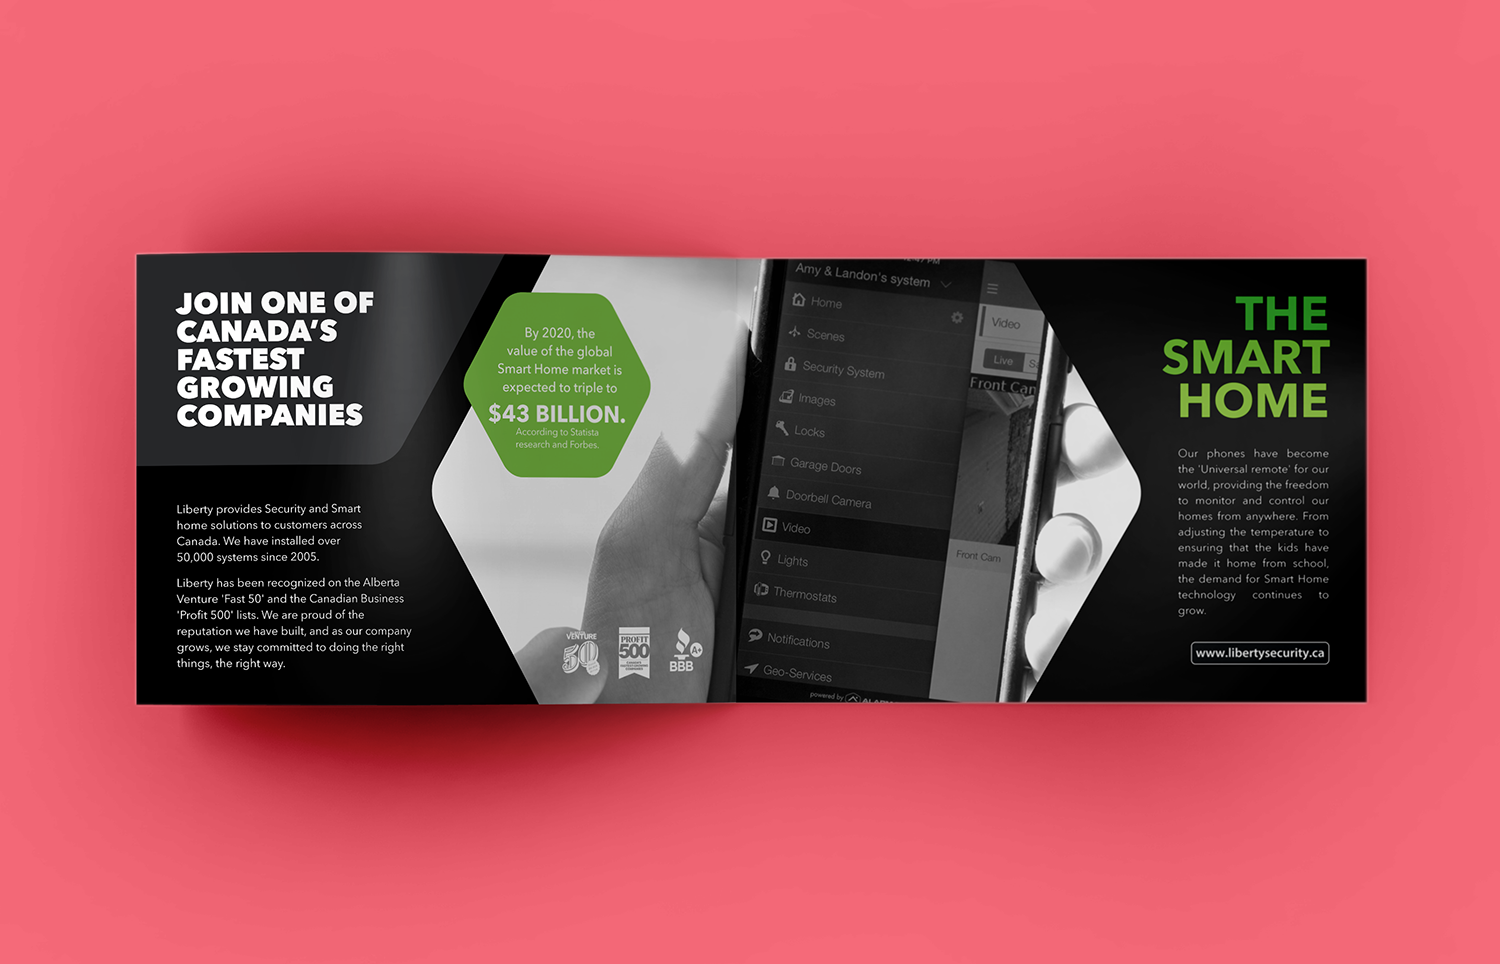 JOIN ONE OF
CANADA'S
FASTEST
GROWING
COMPANIES
Liberty provides Security and Smart
home solutions to customers across
Canada. We have installed over
50,000 systems since 2005.
Liberty has been recognized on the Alberta
Venture 'Fast 50' and the Canadian Business
'Profit 500' lists. We are proud of the
reputation we have built, and as our company
grows, we stay committed to doing the right
things, the right way.
By 2020, the
value of the global
Smart Home market is
expected to triple to
$43 BILLION.
According to Statista
research and Forbes.
VENTURE
50
PROFIT
500
A+
BBB
PM
Amy & Landon's system
Home
Scenes
Security System
Images
Locks
Garage Doors
Doorbell Camera
Video
Lights
Thermostats
Notifications
Geo-Services
powered by
Video
Live
Front Cam
Front Cam
THE
SMART
HOME
Our phones have become
the 'Universal remote' for our
world, providing the freedom
to monitor and control our
homes from anywhere. From
adjusting the temperature to
ensuring that the kids have
made it home from school,
the demand for Smart Home
technology continues to
grow.
www.libertysecurity.ca